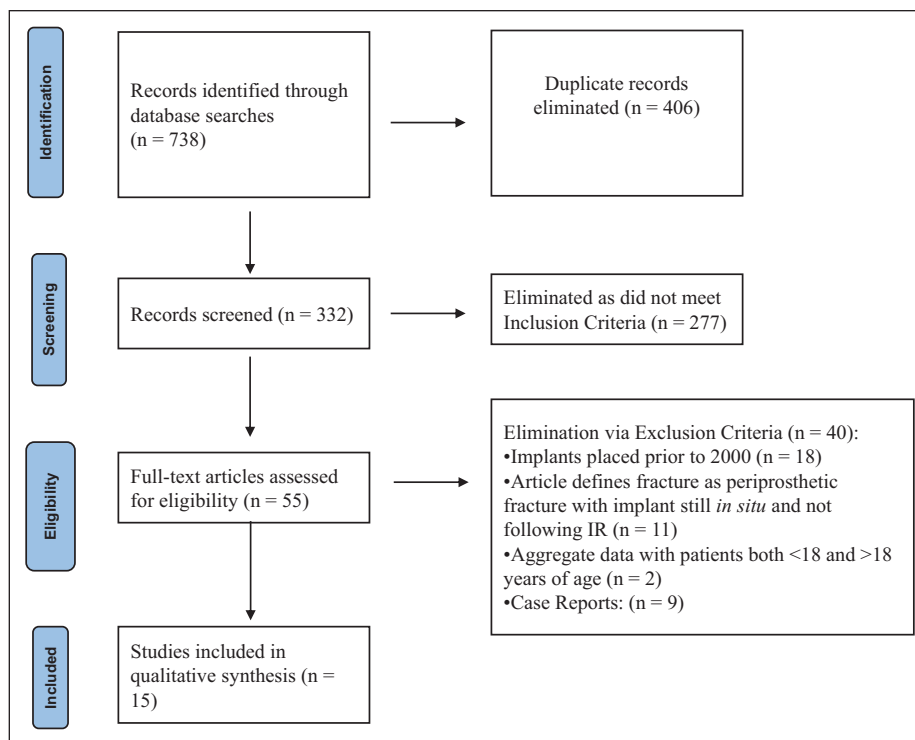 Identification
Records identified through
database searches
(n = 738)
Duplicate records
eliminated (n = 406)
Screening
Records screened (n = 332)
Eliminated as did not meet
Inclusion Criteria (n = 277)
Eligibility
Full-text articles assessed
for eligibility (n = 55)
Elimination via Exclusion Criteria (n = 40):
•Implants placed prior to 2000 (n = 18)
•Article defines fracture as periprosthetic
fracture with implant still in situ and not
following IR (n = 11)
•Aggregate data with patients both <18 and >18
years of age (n = 2)
•Case Reports: (n = 9)
Included
Studies included in
qualitative synthesis (n =
15)